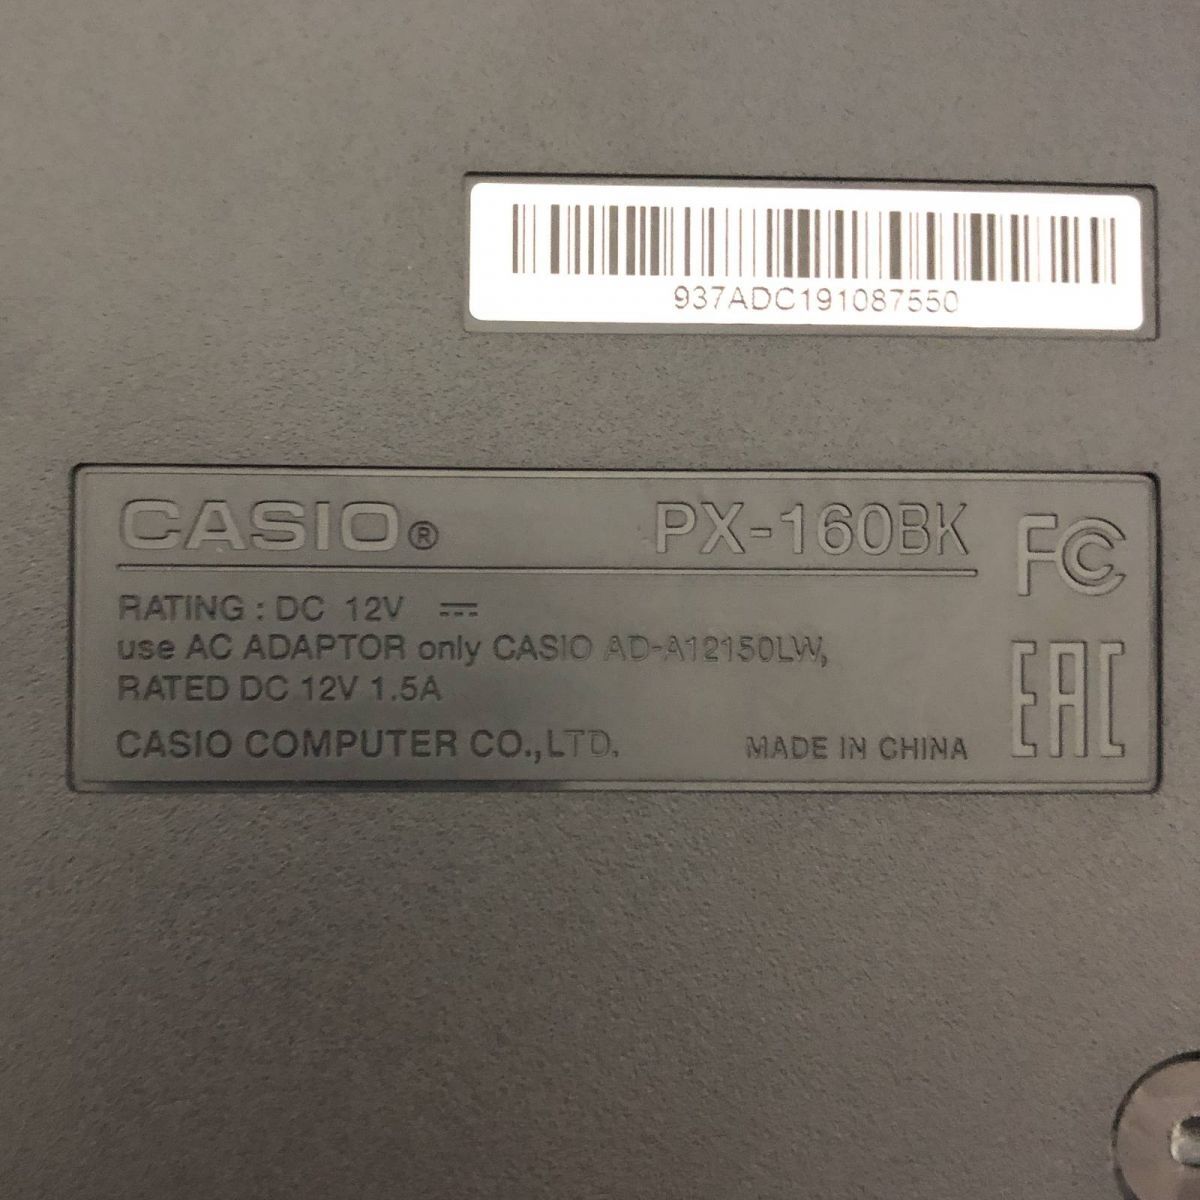 937ADC191087550
CASIO® PX-160BK
FC
RATING : DC 12V ⎓
use AC ADAPTOR only CASIO AD-A12150LW,
RATED DC 12V 1.5A
CASIO COMPUTER CO.,LTD. MADE IN CHINA
EAC